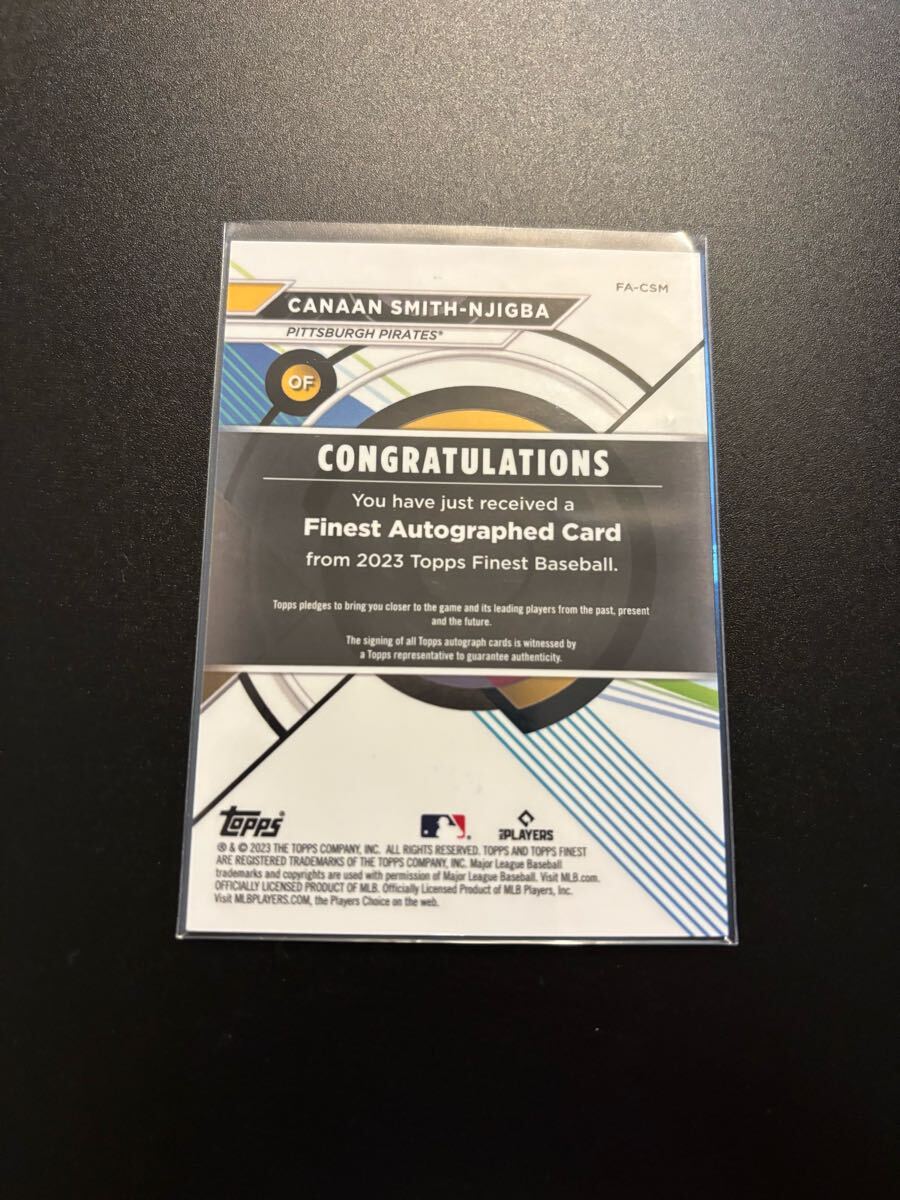 FA-CSM
CANAAN SMITH-NJIGBA
PITTSBURGH PIRATES®
OF
CONGRATULATIONS
You have just received a
Finest Autographed Card
from 2023 Topps Finest Baseball.
Topps pledges to bring you closer to the game and its leading players from the past, present
and the future.
The signing of all Topps autograph cards is witnessed by
a Topps representative to guarantee authenticity.
Topps®
PLAYERS
® & © 2023 THE TOPPS COMPANY, INC. ALL RIGHTS RESERVED. TOPPS AND TOPPS FINEST
ARE REGISTERED TRADEMARKS OF THE TOPPS COMPANY, INC. Major League Baseball
trademarks and copyrights are used with permission of Major League Baseball. Visit MLB.com.
OFFICIALLY LICENSED PRODUCT OF MLB. Officially Licensed Product of MLB Players, Inc.
Visit MLBPLAYERS.COM, the Players Choice on the web.